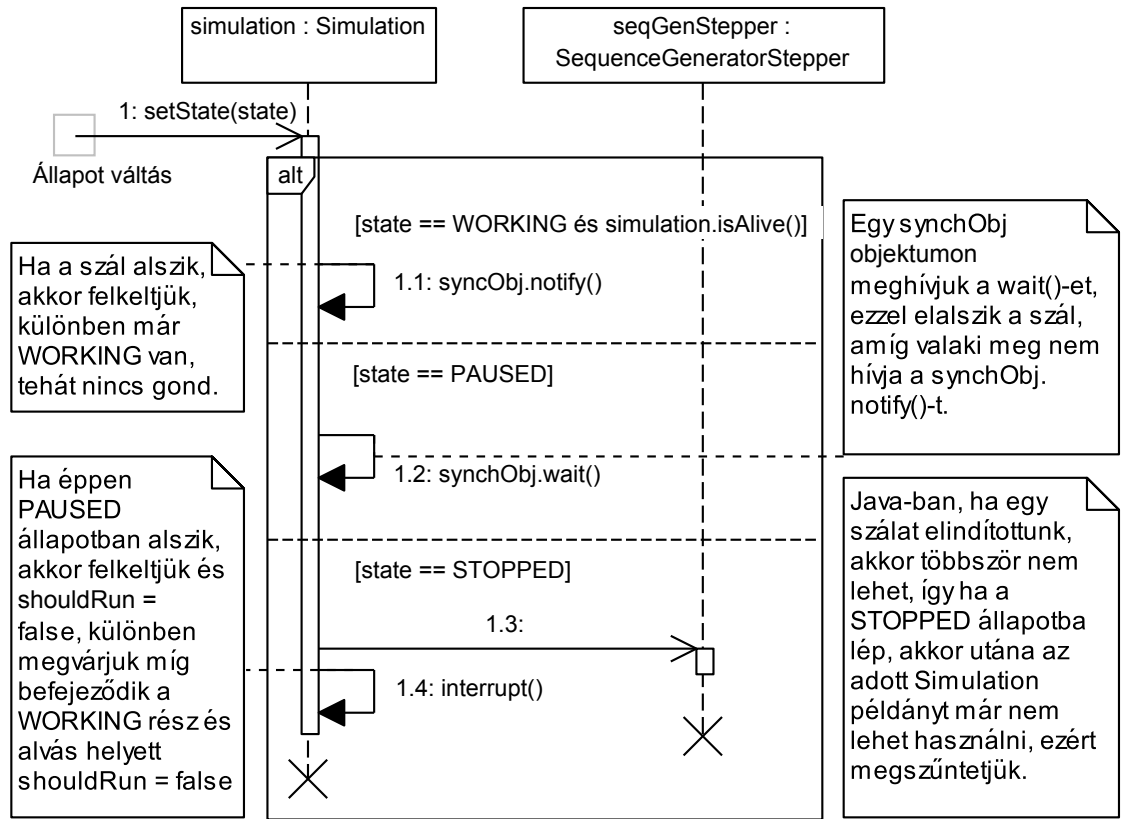 simulation : Simulation
seqGenStepper :
SequenceGeneratorStepper
1: setState(state)
Állapot váltás
alt
[state == WORKING és simulation.isAlive()]
Ha a szál alszik,
akkor felkeltjük,
különben már
WORKING van,
tehát nincs gond.
1.1: syncObj.notify()
Egy synchObj
objektumon
meghívjuk a wait()-et,
ezzel elalszik a szál,
amíg valaki meg nem
hívja a synchObj.
notify()-t.
[state == PAUSED]
1.2: synchObj.wait()
Ha éppen
PAUSED
állapotban alszik,
akkor felkeltjük és
shouldRun =
false, különben
megvárjuk míg
befejeződik a
WORKING rész és
alvás helyett
shouldRun = false
[state == STOPPED]
1.3:
1.4: interrupt()
Java-ban, ha egy
szálat elindítottunk,
akkor többször nem
lehet, így ha a
STOPPED állapotba
lép, akkor utána az
adott Simulation
példányt már nem
lehet használni, ezért
megszűntetjük.